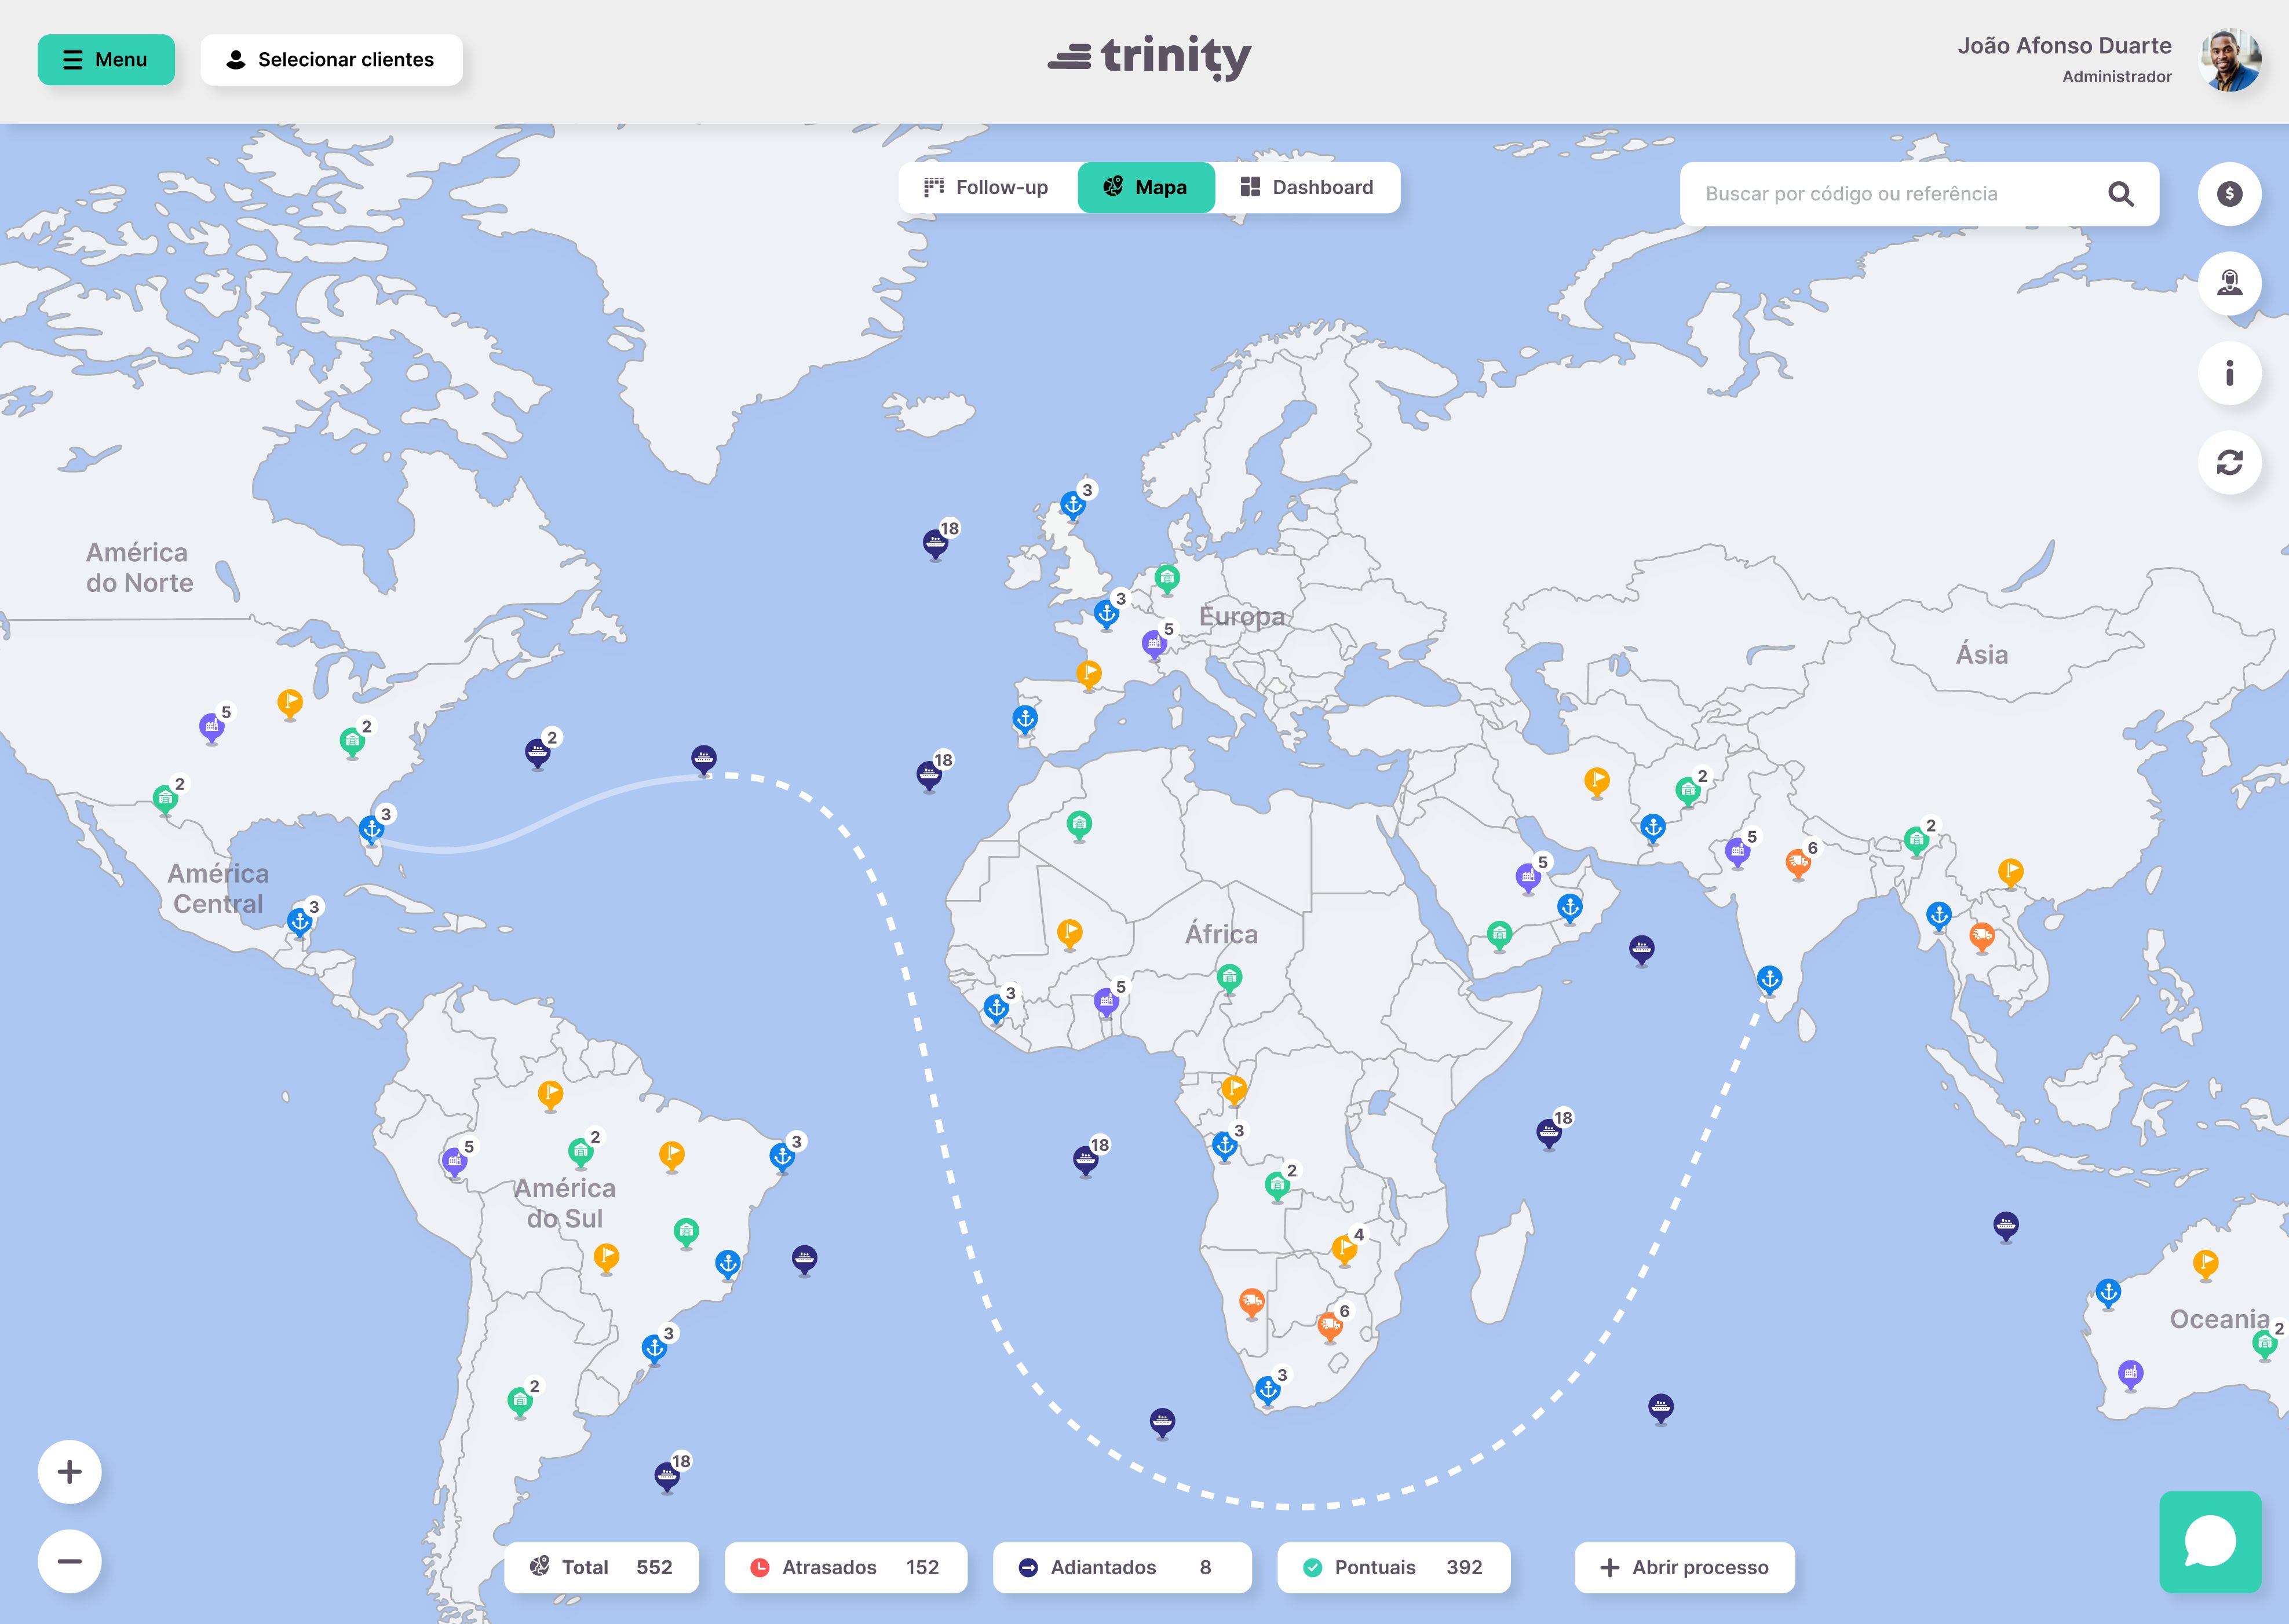 Menu
Selecionar clientes
trinity
João Afonso Duarte
Administrador
Follow-up
Mapa
Dashboard
Buscar por código ou referência
$
3
18
América
do Norte
3
Europa
5
Ásia
5
2
2
18
2
2
3
5
2
6
2
5
América
Central
3
África
3
5
18
3
18
3
2
5
2
América
do Sul
4
Oceania
2
6
3
3
2
18
Total 552
Atrasados 152
Adiantados 8
Pontuais 392
Abrir processo